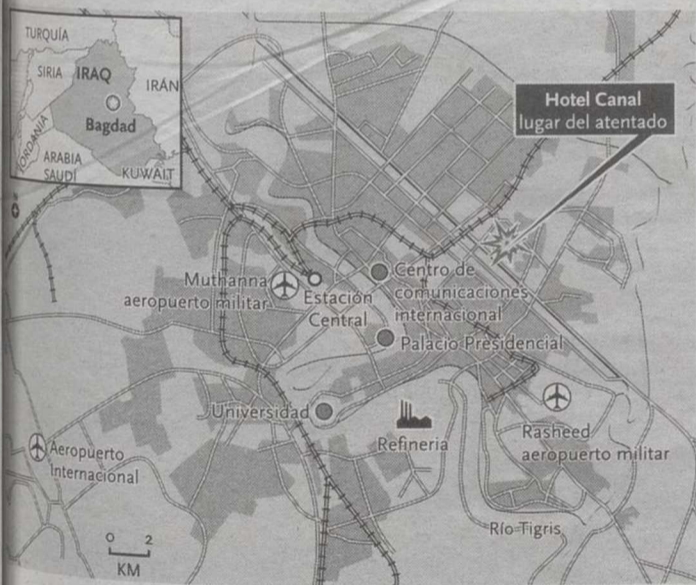 TURQUÍA
SIRIA
IRAQ
IRÁN
Bagdad
JORDANIA
ARABIA
SAUDÍ
KUWAIT
Hotel Canal
lugar del atentado
Muthanna
aeropuerto militar
Estación
Central
Centro de
comunicaciones
internacional
Palacio Presidencial
Universidad
Refineria
Rasheed
aeropuerto militar
Aeropuerto
Internacional
Río Tigris
0 2
KM